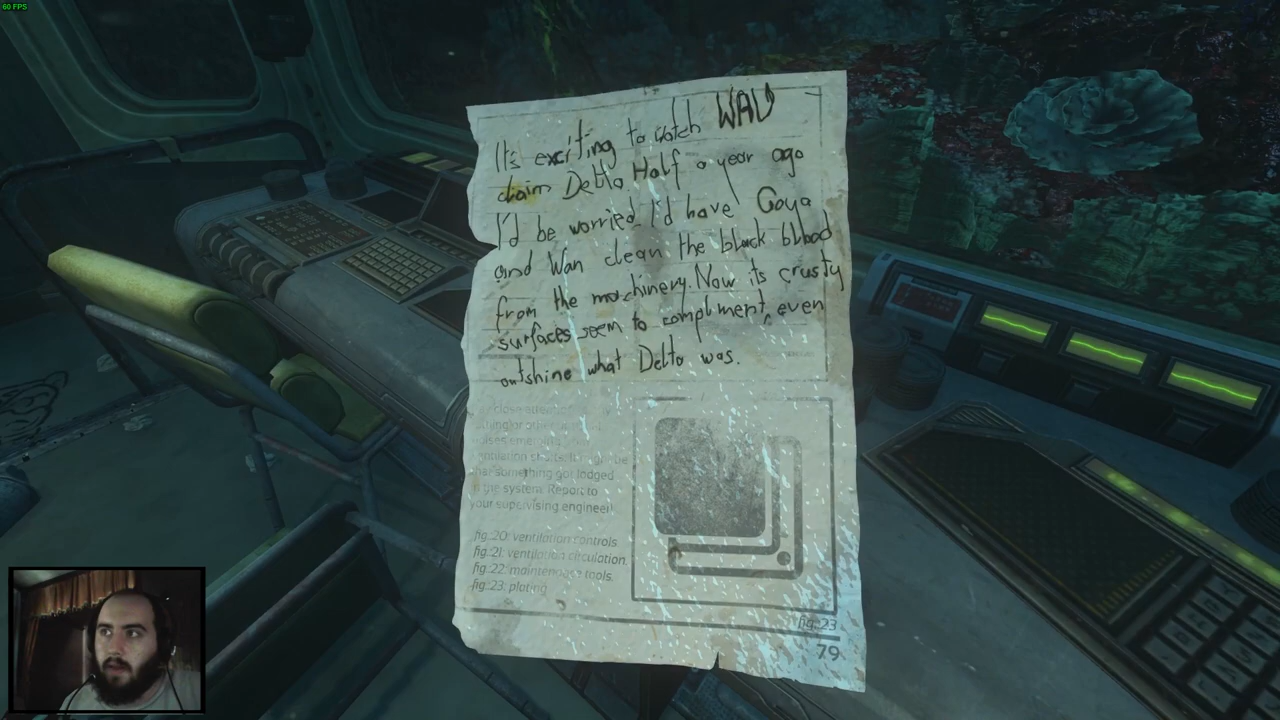 60 FPS
It's exciting to watch WAU
claim Delta. Half a year ago
I'd be worried. I'd have Goya
and Wan clean the black blood
from the machinery. Now its crusty
surfaces seem to compliment, even
outshine what Delta was.
close attention
something got lodged
in the system. Report to
your supervising engineer.
fig.:20: ventilation controls
fig.:21: ventilation circulation.
fig.:22: maintenance tools.
fig.:23: plating
fig.:23
79